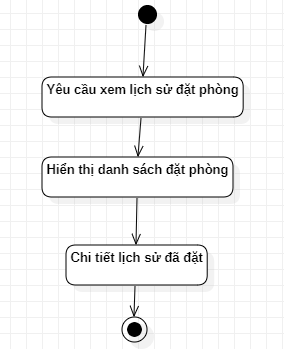 Yêu cầu xem lịch sử đặt phòng
Hiển thị danh sách đặt phòng
Chi tiết lịch sử đã đặt